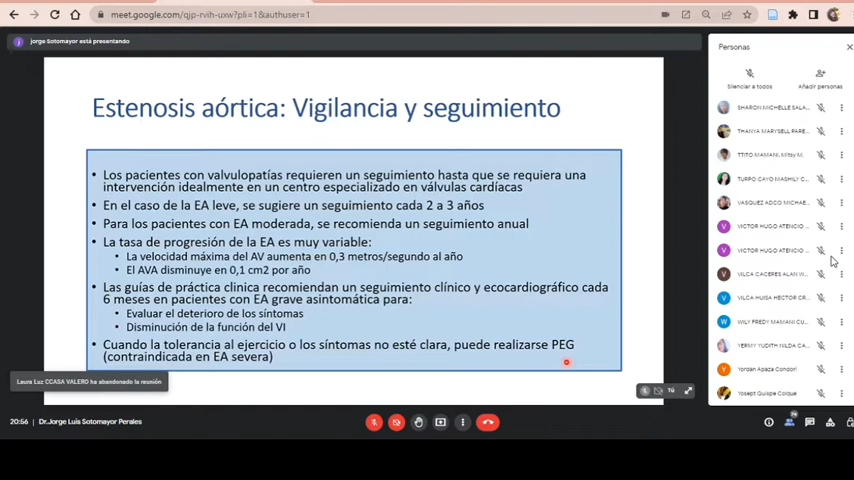 meet.google.com/qjp-rvih-uxw?pli=1&authuser=1
jorge Sotomayor está presentando
Estenosis aórtica: Vigilancia y seguimiento
• Los pacientes con valvulopatías requieren un seguimiento hasta que se requiera una
intervención idealmente en un centro especializado en válvulas cardíacas
• En el caso de la EA leve, se sugiere un seguimiento cada 2 a 3 años
• Para los pacientes con EA moderada, se recomienda un seguimiento anual
• La tasa de progresión de la EA es muy variable:
• La velocidad máxima del AV aumenta en 0,3 metros/segundo al año
• El AVA disminuye en 0,1 cm2 por año
• Las guías de práctica clinica recomiendan un seguimiento clínico y ecocardiográfico cada
6 meses en pacientes con EA grave asintomática para:
• Evaluar el deterioro de los síntomas
• Disminución de la función del VI
• Cuando la tolerancia al ejercicio o los síntomas no esté clara, puede realizarse PEG
(contraindicada en EA severa)
Laura Luz CCASA VALERO ha abandonado la reunión
Tú
20:56 | Dr.Jorge Luis Sotomayor Perales
Personas
Silenciar a todos
Añadir personas
SHARON MICHELLE SALA...
THANYA MARYSELL PARE...
TTITO MAMANI, Mitsy M.
TURPO CAYO MASHILY C...
VASQUEZ ADCO MICHAE...
V VICTOR HUGO ATENCIO ...
V VICTOR HUGO ATENCIO ...
VILCA CACERES ALAN W...
V VILCA HUISA HECTOR CR...
W WILY FREDY MAMANI CU...
YERMY YUDITH NILDA CA...
Y Yordan Apaza Condori
Y Yosept Quispe Colque